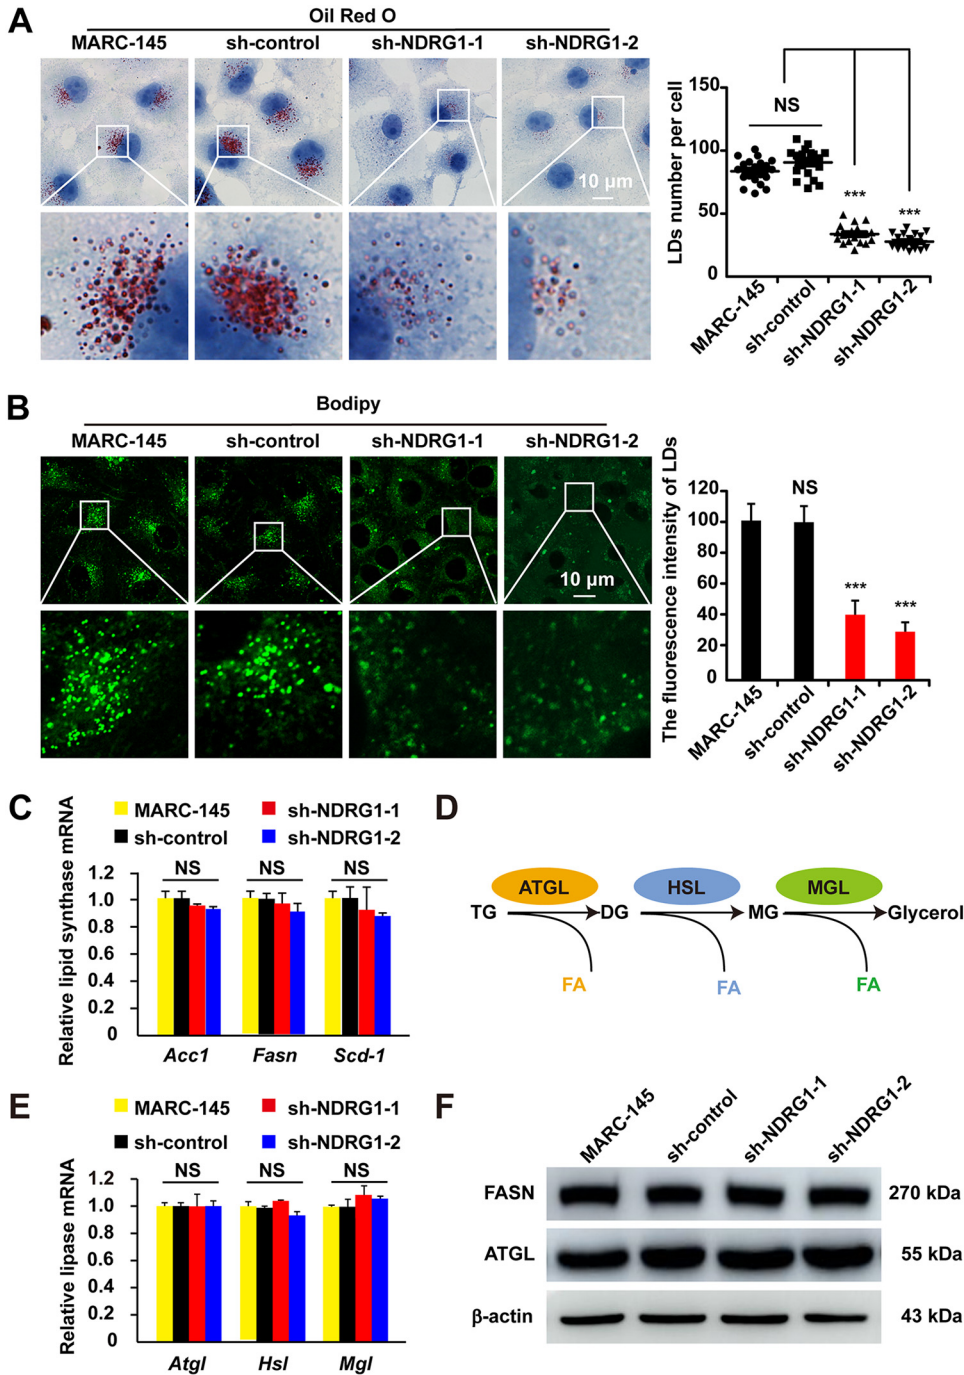 A
Oil Red O
MARC-145 sh-control sh-NDRG1-1 sh-NDRG1-2
10 μm
LDs number per cell
150
100
50
0
NS
***
***
MARC-145
sh-control
sh-NDRG1-1
sh-NDRG1-2
B
Bodipy
MARC-145 sh-control sh-NDRG1-1 sh-NDRG1-2
10 μm
The fluorescence intensity of LDs
120
100
80
60
40
20
0
NS
***
***
MARC-145
sh-control
sh-NDRG1-1
sh-NDRG1-2
C
MARC-145 sh-NDRG1-1
sh-control sh-NDRG1-2
Relative lipid synthase mRNA
1.2
1.0
0.8
0.6
0.4
0.2
0
NS NS NS
Acc1 Fasn Scd-1
D
ATGL HSL MGL
TG DG MG Glycerol
FA FA FA
E
MARC-145 sh-NDRG1-1
sh-control sh-NDRG1-2
Relative lipase mRNA
1.2
1.0
0.8
0.6
0.4
0.2
0
NS NS NS
Atgl Hsl Mgl
F
MARC-145
sh-control
sh-NDRG1-1
sh-NDRG1-2
FASN 270 kDa
ATGL 55 kDa
β-actin 43 kDa